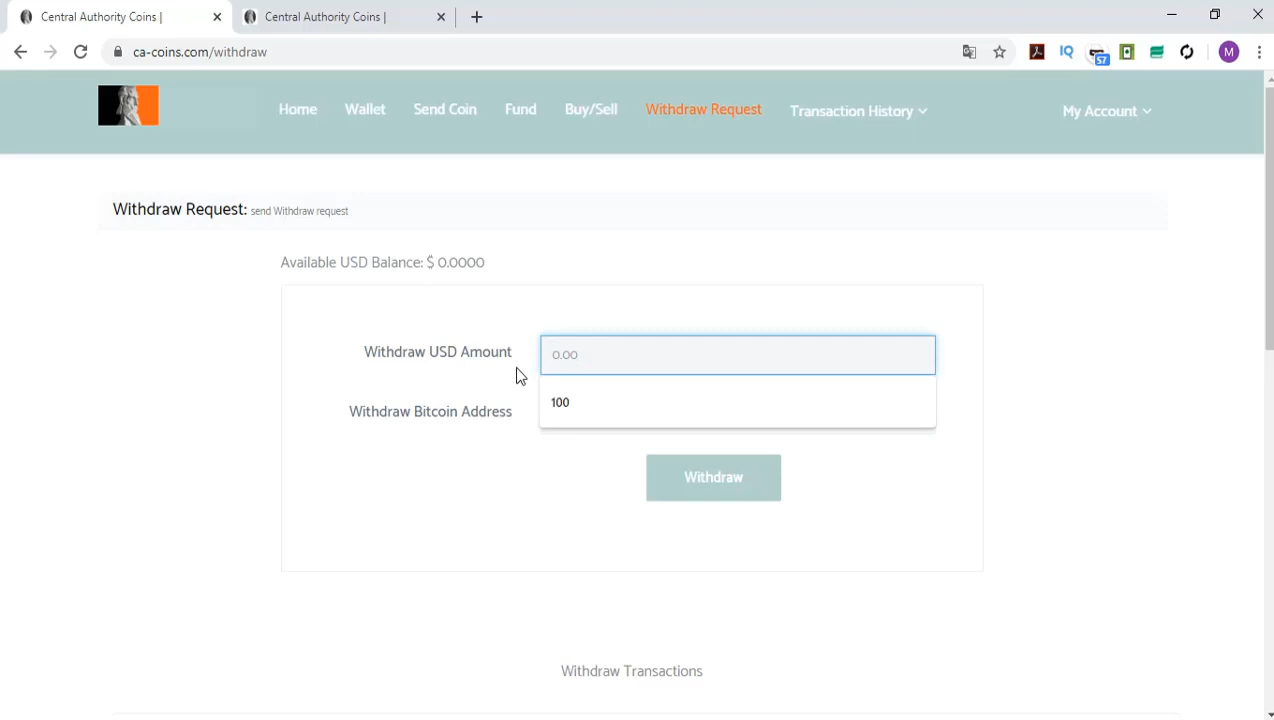 Central Authority Coins |
Central Authority Coins |
ca-coins.com/withdraw
IQ
57
M
Home
Wallet
Send Coin
Fund
Buy/Sell
Withdraw Request
Transaction History
My Account
Withdraw Request: send Withdraw request
Available USD Balance: $ 0.0000
Withdraw USD Amount
0.00
100
Withdraw Bitcoin Address
Withdraw
Withdraw Transactions